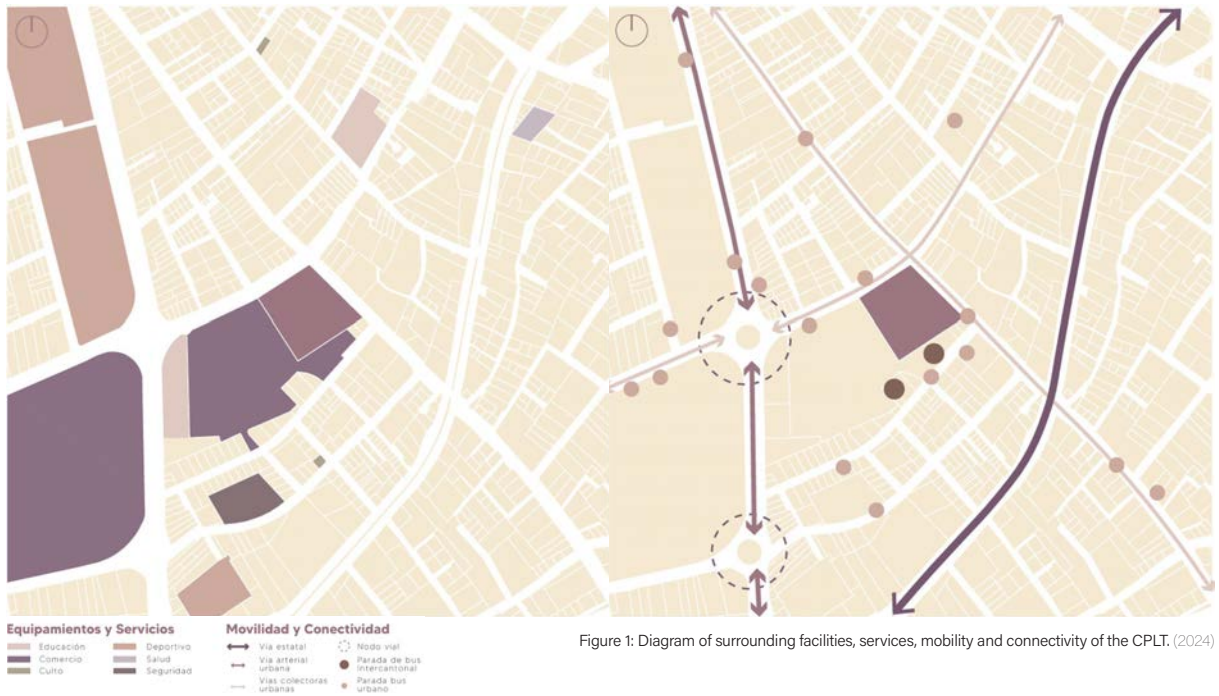 Equipamientos y Servicios
Educación
Comercio
Culto
Deportivo
Salud
Seguridad
Movilidad y Conectividad
Vía estatal
Vía arterial
urbana
Vías colectoras
urbanas
Nodo vial
Parada de bus
Intercantonal
Parada bus
urbano
Figure 1: Diagram of surrounding facilities, services, mobility and connectivity of the CPLT. (2024)